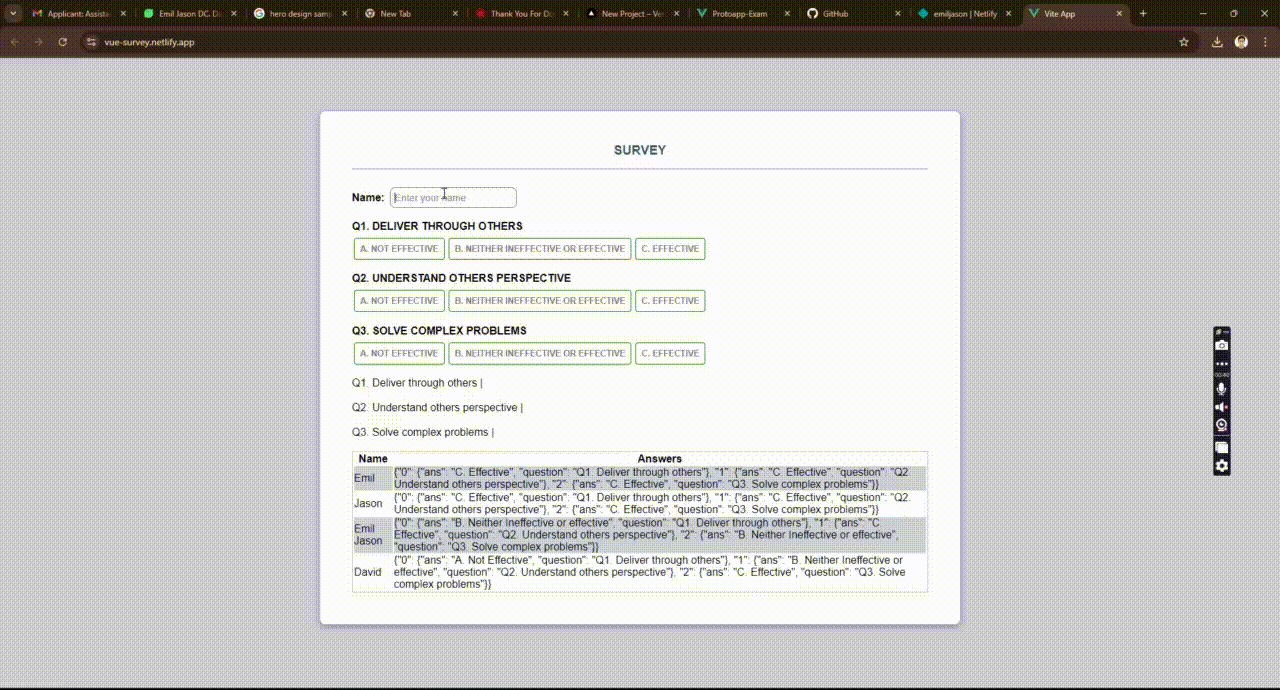 Applicant: Assista
Emil Jason DC. D
hero design samp
New Tab
Thank You For Do
New Project – Ve
Protoapp-Exam
GitHub
emiljason | Netlify
Vite App
vue-survey.netlify.app
SURVEY
Name: Enter your name
Q1. DELIVER THROUGH OTHERS
A. NOT EFFECTIVE B. NEITHER INEFFECTIVE OR EFFECTIVE C. EFFECTIVE
Q2. UNDERSTAND OTHERS PERSPECTIVE
A. NOT EFFECTIVE B. NEITHER INEFFECTIVE OR EFFECTIVE C. EFFECTIVE
Q3. SOLVE COMPLEX PROBLEMS
A. NOT EFFECTIVE B. NEITHER INEFFECTIVE OR EFFECTIVE C. EFFECTIVE
Q1. Deliver through others |
Q2. Understand others perspective |
Q3. Solve complex problems |
Name Answers
Emil
{"0": {"ans": "C. Effective", "question": "Q1. Deliver through others"}, "1": {"ans": "C. Effective", "question": "Q2.
Understand others perspective"}, "2": {"ans": "C. Effective", "question": "Q3. Solve complex problems"}}
Jason
{"0": {"ans": "C. Effective", "question": "Q1. Deliver through others"}, "1": {"ans": "C. Effective", "question": "Q2.
Understand others perspective"}, "2": {"ans": "C. Effective", "question": "Q3. Solve complex problems"}}
Emil
Jason
{"0": {"ans": "B. Neither Ineffective or effective", "question": "Q1. Deliver through others"}, "1": {"ans": "C.
Effective", "question": "Q2. Understand others perspective"}, "2": {"ans": "B. Neither Ineffective or effective",
"question": "Q3. Solve complex problems"}}
David
{"0": {"ans": "A. Not Effective", "question": "Q1. Deliver through others"}, "1": {"ans": "B. Neither Ineffective or
effective", "question": "Q2. Understand others perspective"}, "2": {"ans": "C. Effective", "question": "Q3. Solve
complex problems"}}